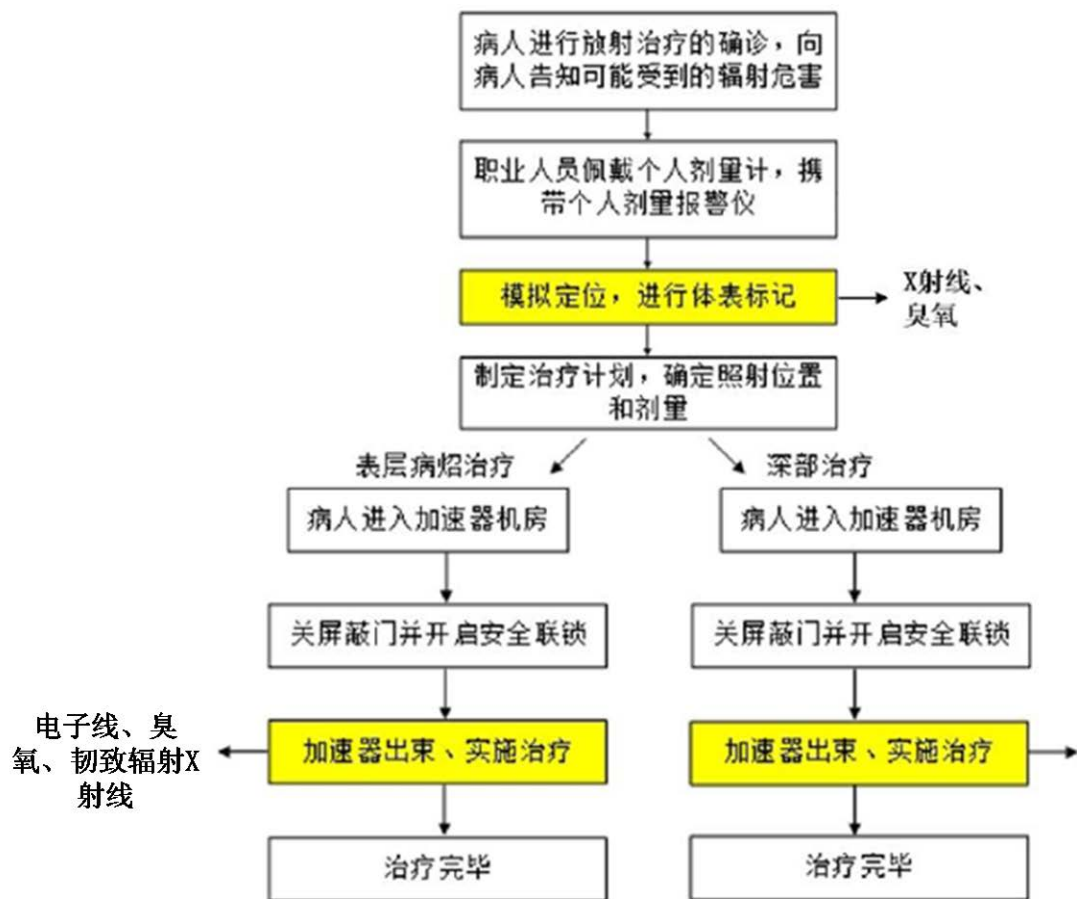 病人进行放射治疗的确诊，向
病人告知可能受到的辐射危害
职业人员佩戴个人剂量计，携
带个人剂量报警仪
模拟定位，进行体表标记
X射线、
臭氧
制定治疗计划，确定照射位置
和剂量
表层病焰治疗
深部治疗
病人进入加速器机房
病人进入加速器机房
关屏蔽门并开启安全联锁
关屏蔽门并开启安全联锁
电子线、臭
氧、韧致辐射X
射线
加速器出束、实施治疗
加速器出束、实施治疗
治疗完毕
治疗完毕